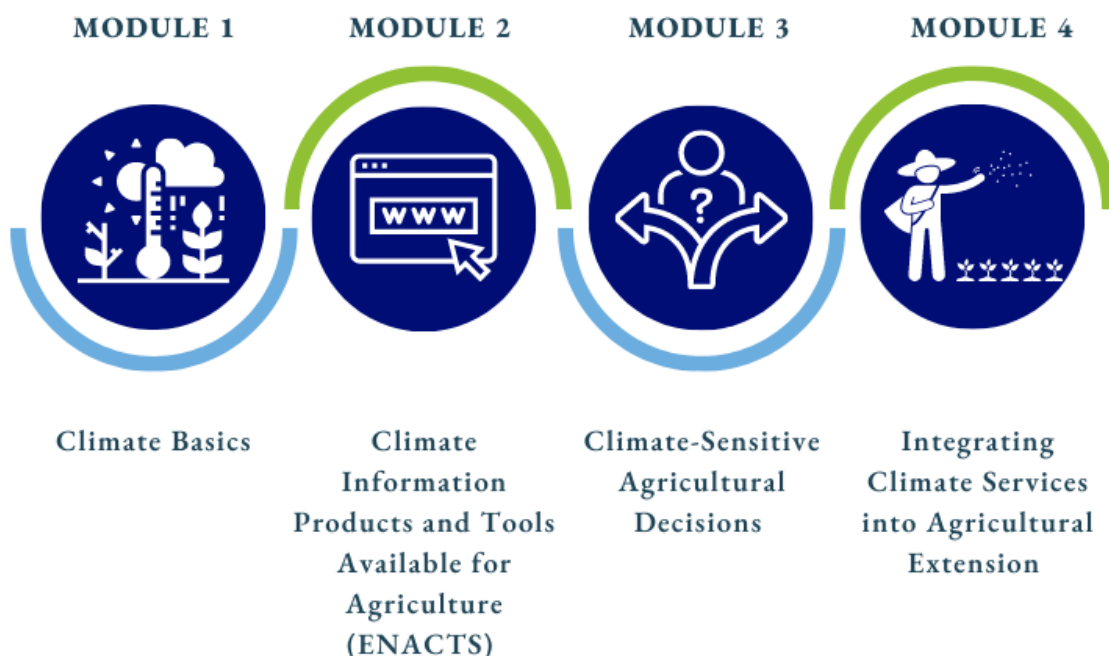 MODULE 1
MODULE 2
MODULE 3
MODULE 4
WWW
?
Climate Basics
Climate
Information
Products and Tools
Available for
Agriculture
(ENACTS)
Climate-Sensitive
Agricultural
Decisions
Integrating
Climate Services
into Agricultural
Extension